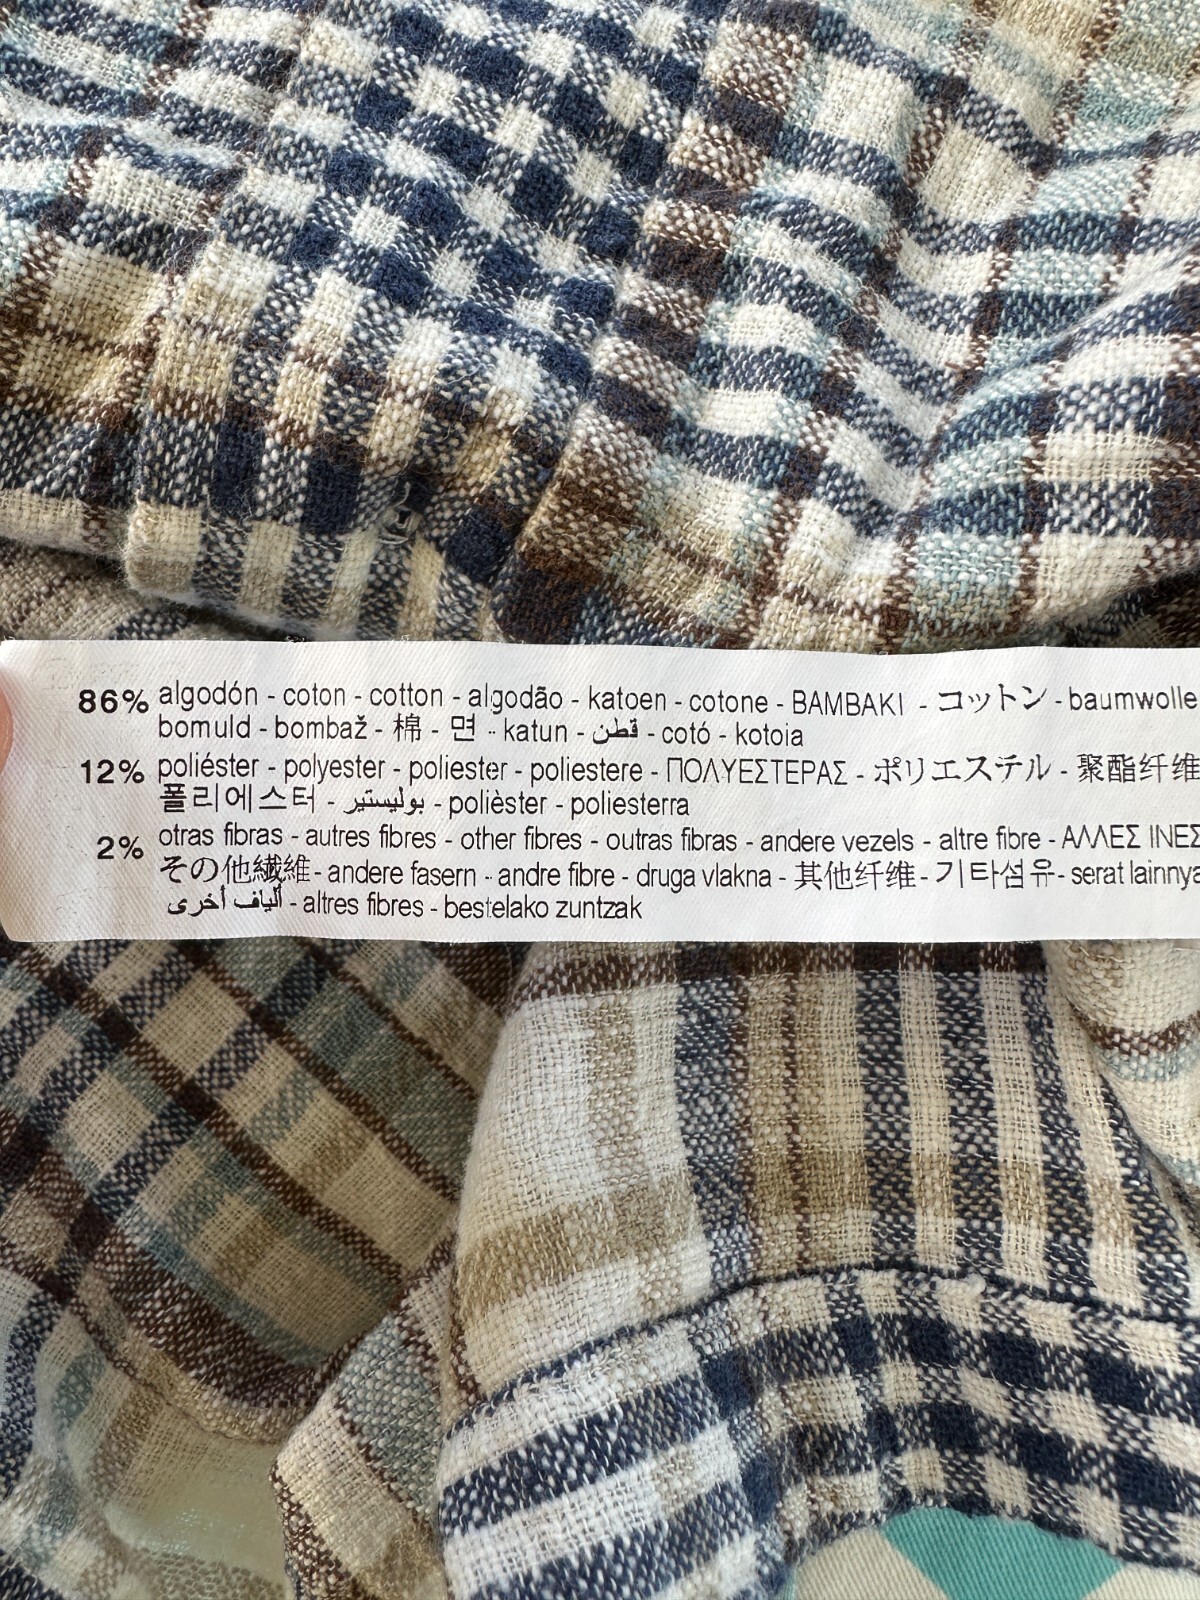 86% algodón - coton - cotton - algodão - katoen - cotone - BAMBAKI - コットン - baumwolle
bomuld - bombaž - 棉 - 면 - katun - قطن - cotó - kotoia
12% poliéster - polyester - poliester - poliestere - ΠΟΛΥΕΣΤΕΡΑΣ - ポリエステル - 聚酯纤维
폴리에스터 - بوليستير - polièster - poliesterra
2% otras fibras - autres fibres - other fibres - outras fibras - andere vezels - altre fibre - ΑΛΛΕΣ ΙΝΕΣ
その他繊維 - andere fasern - andre fibre - druga vlakna - 其他纤维 - 기타섬유 - serat lainnya
ألياف أخرى - altres fibres - bestelako zuntzak